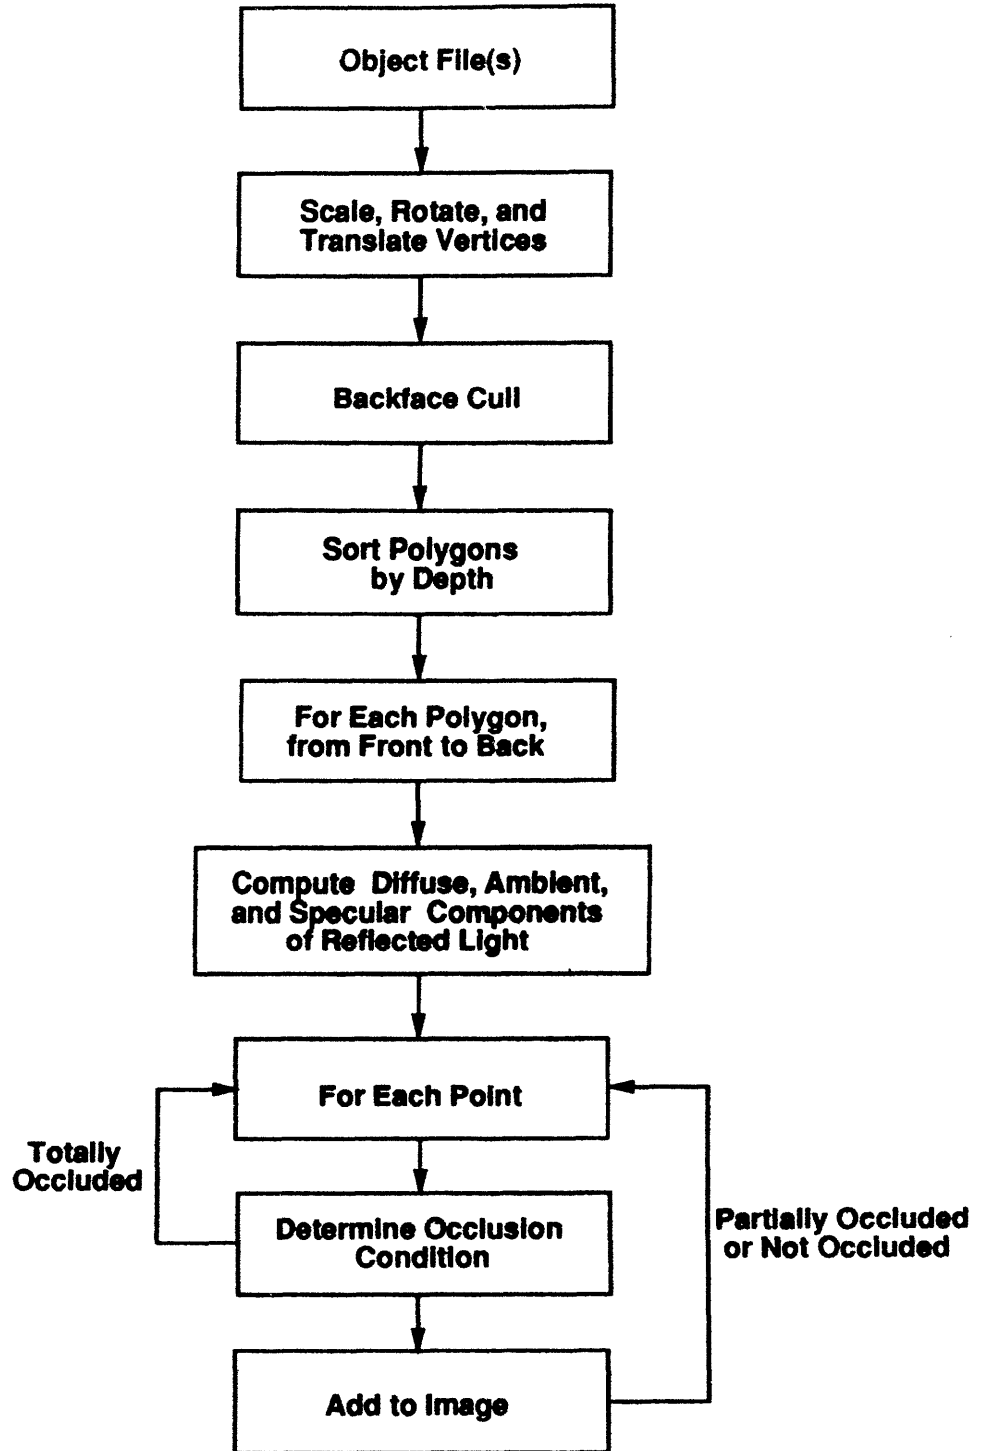 Object File(s)
Scale, Rotate, and
Translate Vertices
Backface Cull
Sort Polygons
by Depth
For Each Polygon,
from Front to Back
Compute Diffuse, Ambient,
and Specular Components
of Reflected Light
For Each Point
Totally
Occluded
Determine Occlusion
Condition
Partially Occluded
or Not Occluded
Add to Image